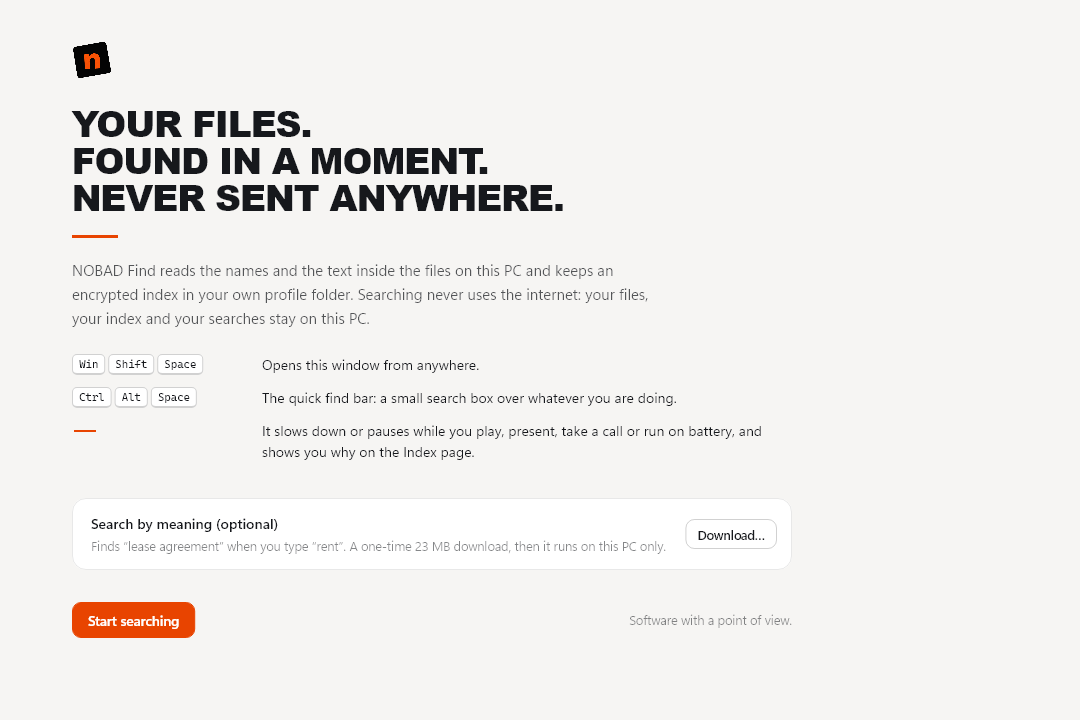 n
YOUR FILES.
FOUND IN A MOMENT.
NEVER SENT ANYWHERE.
NOBAD Find reads the names and the text inside the files on this PC and keeps an
encrypted index in your own profile folder. Searching never uses the internet: your files,
your index and your searches stay on this PC.
Win Shift Space Opens this window from anywhere.
Ctrl Alt Space The quick find bar: a small search box over whatever you are doing.
It slows down or pauses while you play, present, take a call or run on battery, and
shows you why on the Index page.
Search by meaning (optional)
Finds "lease agreement" when you type "rent". A one-time 23 MB download, then it runs on this PC only.
Download...
Start searching
Software with a point of view.